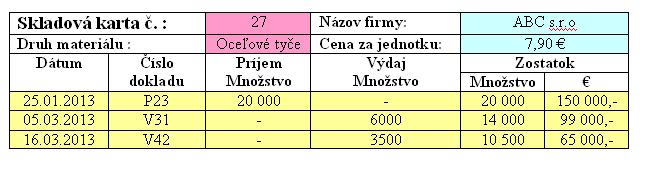 Skladová karta č. : 27 Názov firmy: ABC s.r.o
Druh materiálu : Oceľové tyče Cena za jednotku: 7,90 €
Dátum Číslo Príjem Výdaj Zostatok
dokladu Množstvo Množstvo Množstvo €
25.01.2013 P23 20 000 - 20 000 150 000,-
05.03.2013 V31 - 6000 14 000 99 000,-
16.03.2013 V42 - 3500 10 500 65 000,-